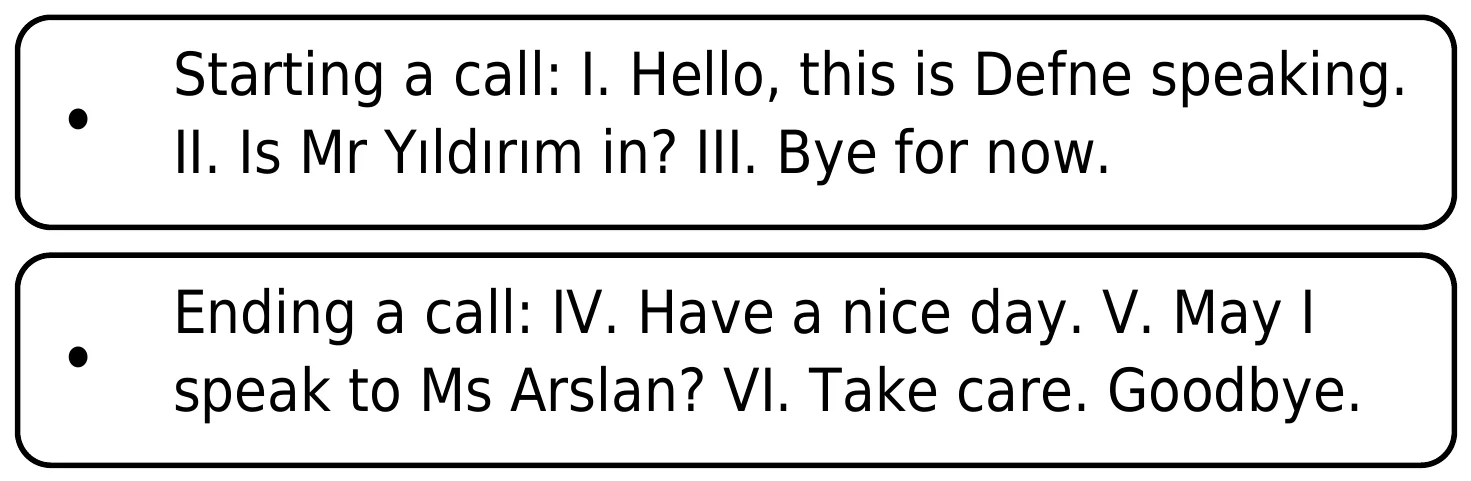 • Starting a call: I. Hello, this is Defne speaking.
II. Is Mr Yıldırım in? III. Bye for now.
• Ending a call: IV. Have a nice day. V. May I
speak to Ms Arslan? VI. Take care. Goodbye.